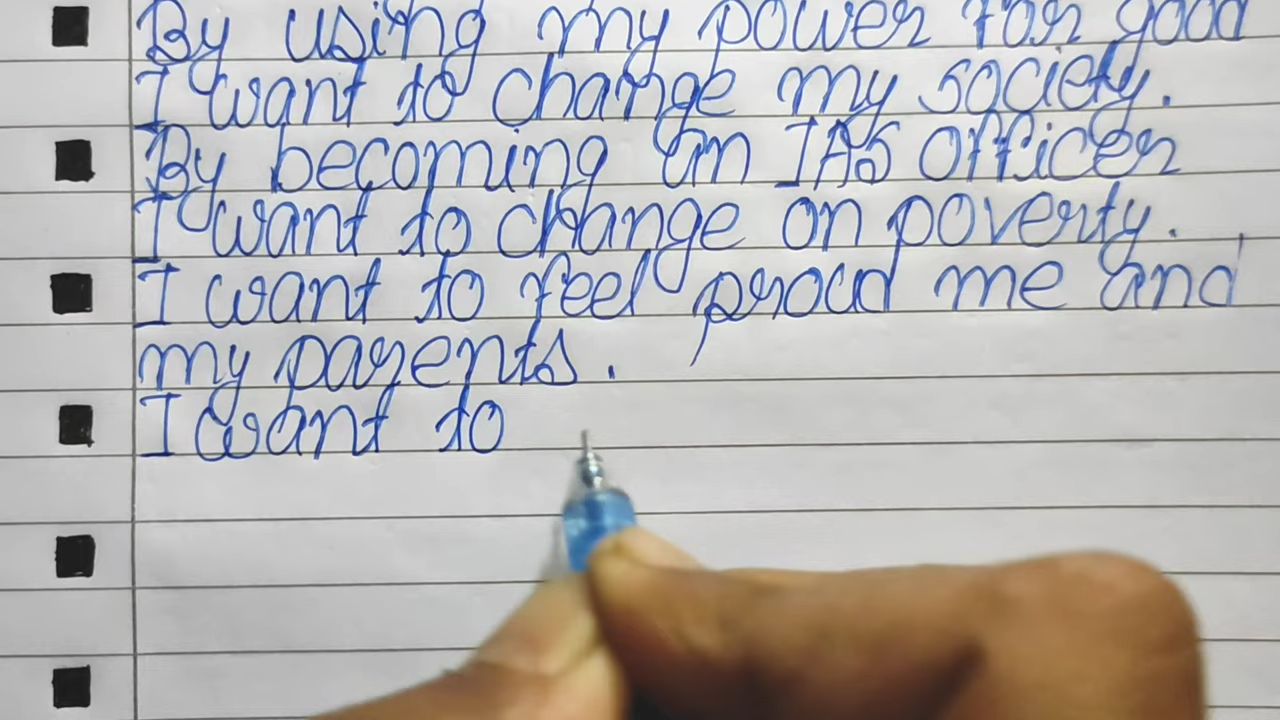 By using my power for good
I want to change my society.
By becoming an IAS officer
I want to change on poverty.
I want to feel proud me and
my parents.
I want to